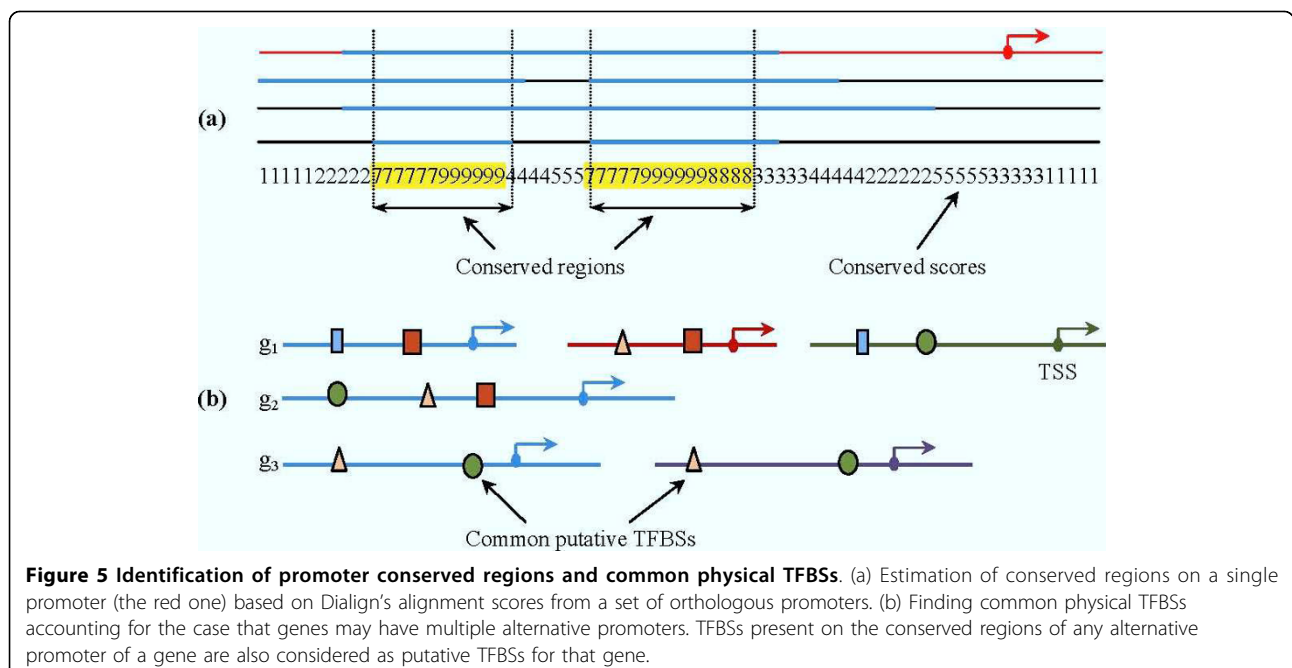 (a)
111112222277777799999944445557777799999988883333344444222222555553333311111
Conserved regions
Conserved scores
g1
TSS
(b)
g2
g3
Common putative TFBSs
Figure 5 Identification of promoter conserved regions and common physical TFBSs. (a) Estimation of conserved regions on a single
promoter (the red one) based on Dialign's alignment scores from a set of orthologous promoters. (b) Finding common physical TFBSs
accounting for the case that genes may have multiple alternative promoters. TFBSs present on the conserved regions of any alternative
promoter of a gene are also considered as putative TFBSs for that gene.